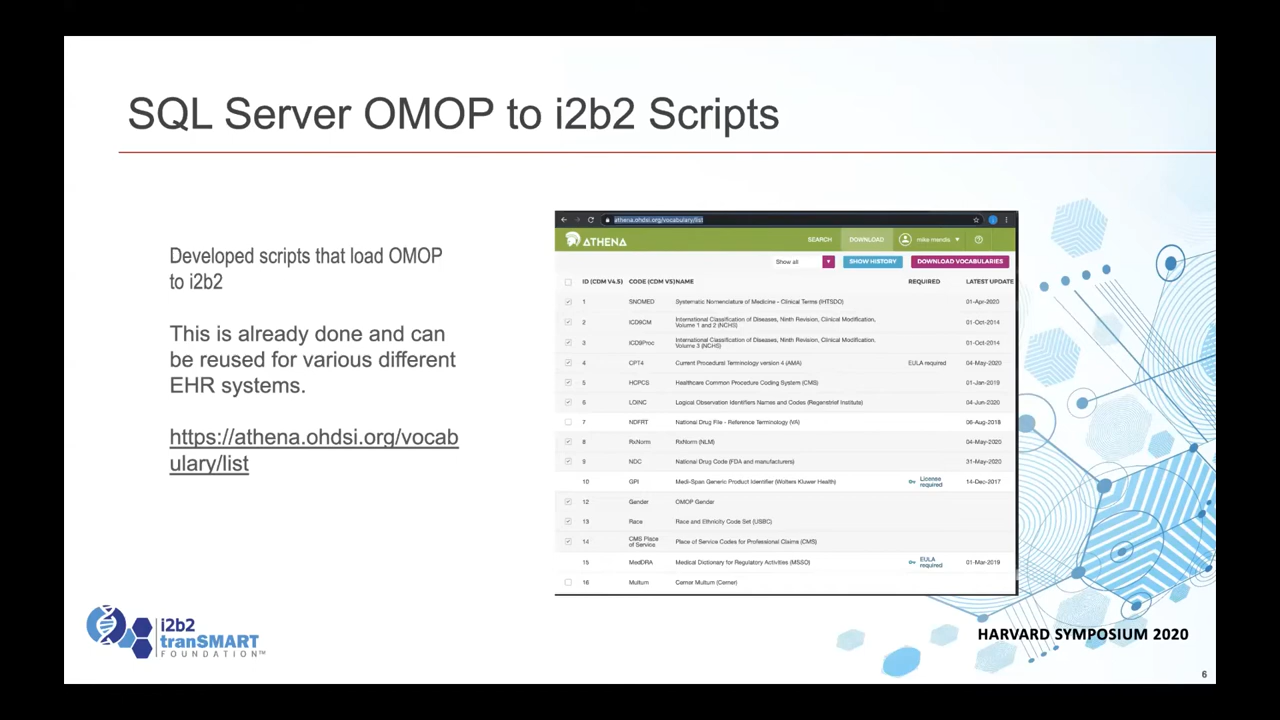 SQL Server OMOP to i2b2 Scripts
Developed scripts that load OMOP
to i2b2
This is already done and can
be reused for various different
EHR systems.
https://athena.ohdsi.org/vocab
ulary/list
athena.ohdsi.org/vocabulary/list
ATHENA
SEARCH DOWNLOAD mike mendis
Show all SHOW HISTORY DOWNLOAD VOCABULARIES
ID (CDM V4.5) CODE (CDM V5) NAME REQUIRED LATEST UPDATE
1 SNOMED Systematic Nomenclature of Medicine - Clinical Terms (IHTSDO) 01-Apr-2020
2 ICD9CM International Classification of Diseases, Ninth Revision, Clinical Modification, 01-Oct-2014
Volume 1 and 2 (NCHS)
3 ICD9Proc International Classification of Diseases, Ninth Revision, Clinical Modification, 01-Oct-2014
Volume 3 (NCHS)
4 CPT4 Current Procedural Terminology version 4 (AMA) EULA required 04-May-2020
5 HCPCS Healthcare Common Procedure Coding System (CMS) 01-Jan-2019
6 LOINC Logical Observation Identifiers Names and Codes (Regenstrief Institute) 04-Jun-2020
7 NDFRT National Drug File - Reference Terminology (VA) 06-Aug-2018
8 RxNorm RxNorm (NLM) 04-May-2020
9 NDC National Drug Code (FDA and manufacturers) 31-May-2020
10 GPI Medi-Span Generic Product Identifier (Wolters Kluwer Health) License 14-Dec-2017
required
12 Gender OMOP Gender
13 Race Race and Ethnicity Code Set (USBC)
14 CMS Place Place of Service Codes for Professional Claims (CMS)
of Service
15 MedDRA Medical Dictionary for Regulatory Activities (MSSO) EULA 01-Mar-2019
required
16 Multum Cerner Multum (Cerner)
i2b2
tranSMART
FOUNDATION™
HARVARD SYMPOSIUM 2020
6